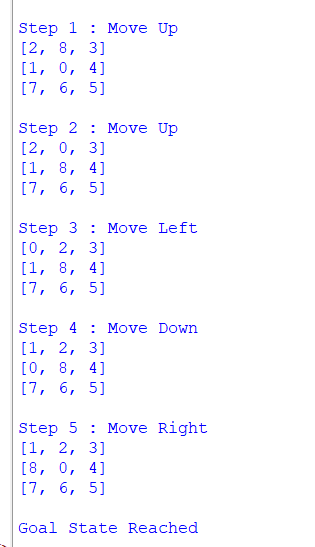 Step 1 : Move Up
[2, 8, 3]
[1, 0, 4]
[7, 6, 5]
Step 2 : Move Up
[2, 0, 3]
[1, 8, 4]
[7, 6, 5]
Step 3 : Move Left
[0, 2, 3]
[1, 8, 4]
[7, 6, 5]
Step 4 : Move Down
[1, 2, 3]
[0, 8, 4]
[7, 6, 5]
Step 5 : Move Right
[1, 2, 3]
[8, 0, 4]
[7, 6, 5]
Goal State Reached